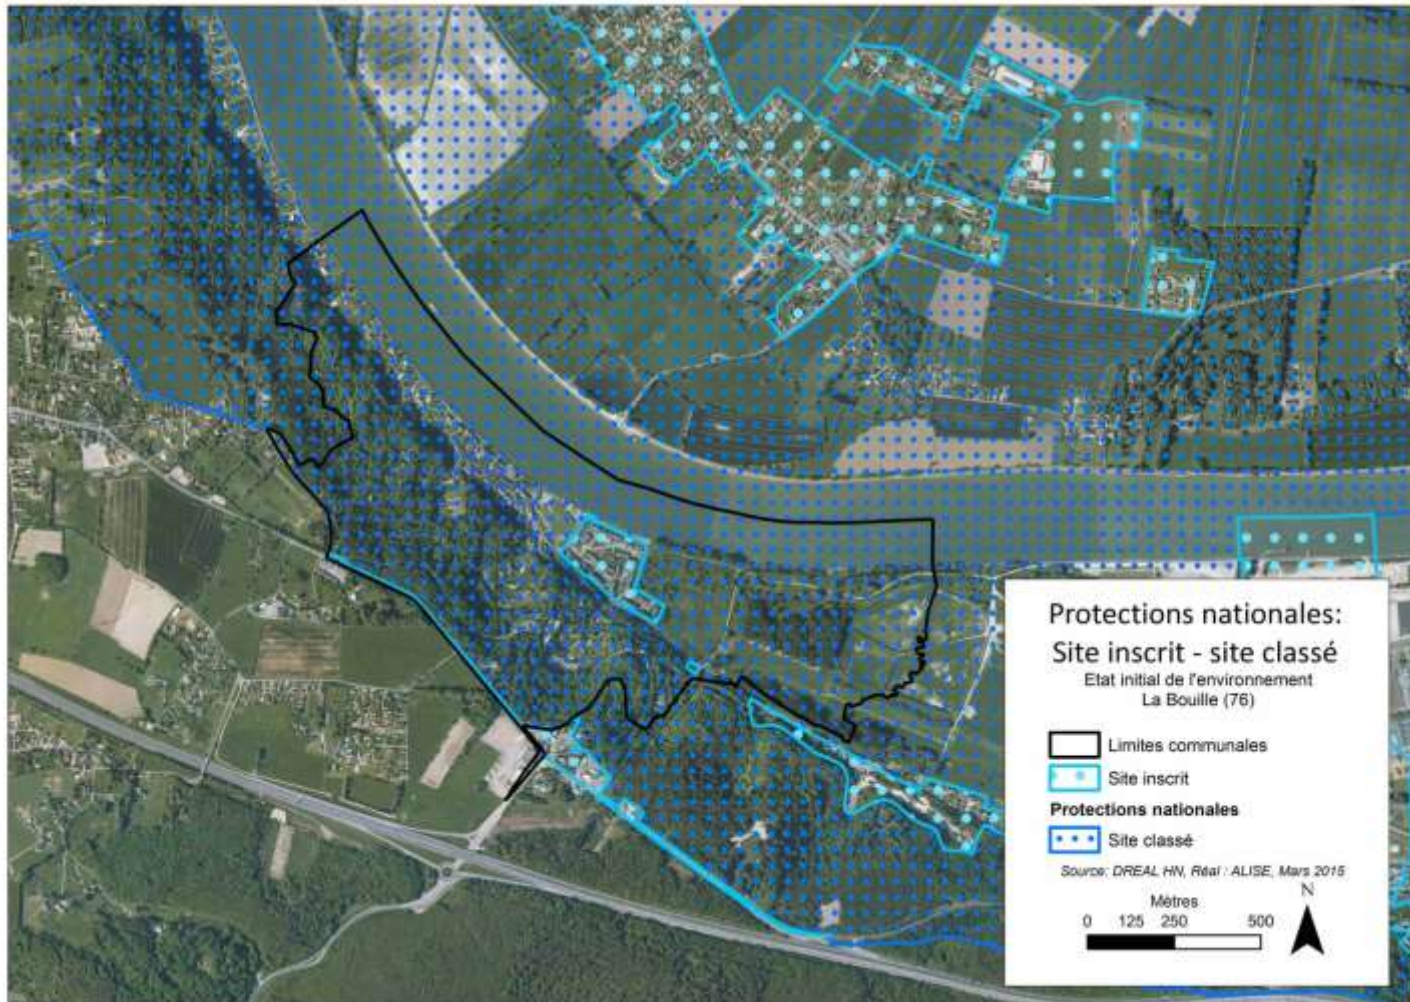 Protections nationales:
Site inscrit - site classé
Etat initial de l'environnement
La Bouille (76)
Limites communales
Site inscrit
Protections nationales
Site classé
Source: DREAL HN, Réal : ALISE, Mars 2015
Mètres
0 125 250 500
N